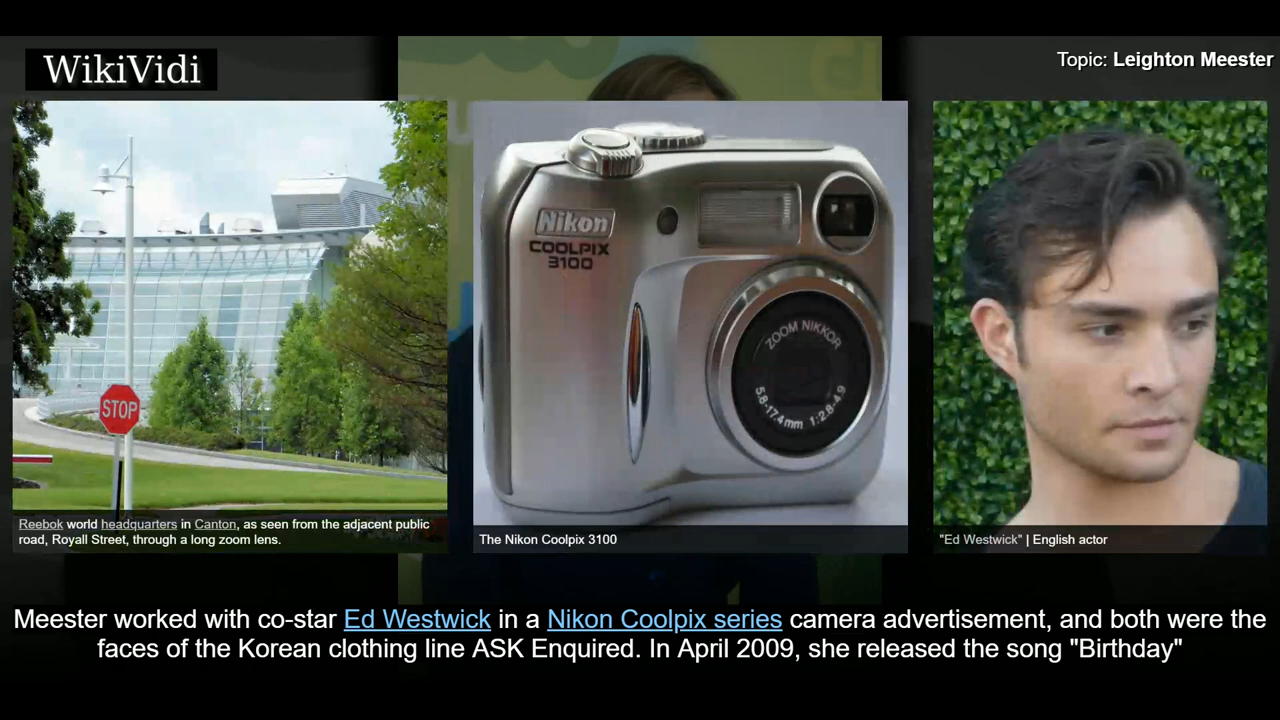 WikiVidi
Topic: Leighton Meester
Nikon
COOLPIX
3100
ZOOM NIKKOR
5.8-17.4mm 1:2.8-4.9
STOP
Reebok world headquarters in Canton, as seen from the adjacent public
road, Royall Street, through a long zoom lens.
The Nikon Coolpix 3100
"Ed Westwick" | English actor
Meester worked with co-star Ed Westwick in a Nikon Coolpix series camera advertisement, and both were the
faces of the Korean clothing line ASK Enquired. In April 2009, she released the song "Birthday"